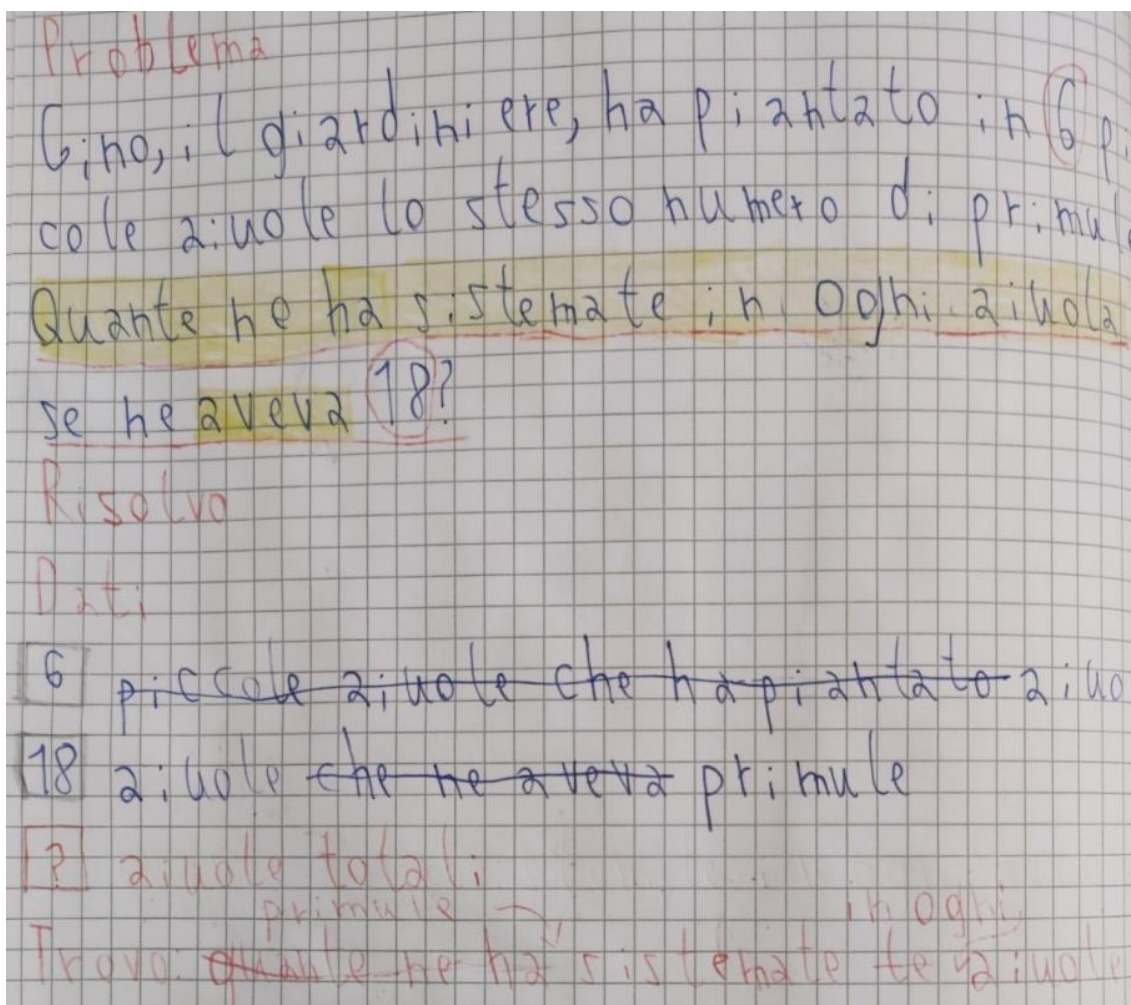 Problema
Gino, il giardiniere, ha piantato in 6 pi
cole aiuole lo stesso numero di primule
Quante ne ha sistemate in ogni aiuola
se ne aveva 18?
Risolvo
Dati
6 piccole aiuole che ha piantato aiuo
18 aiuole che ne aveva primule
? aiuole totali
primule in ogni
Trovo: quante ne ha sistemate aiuole